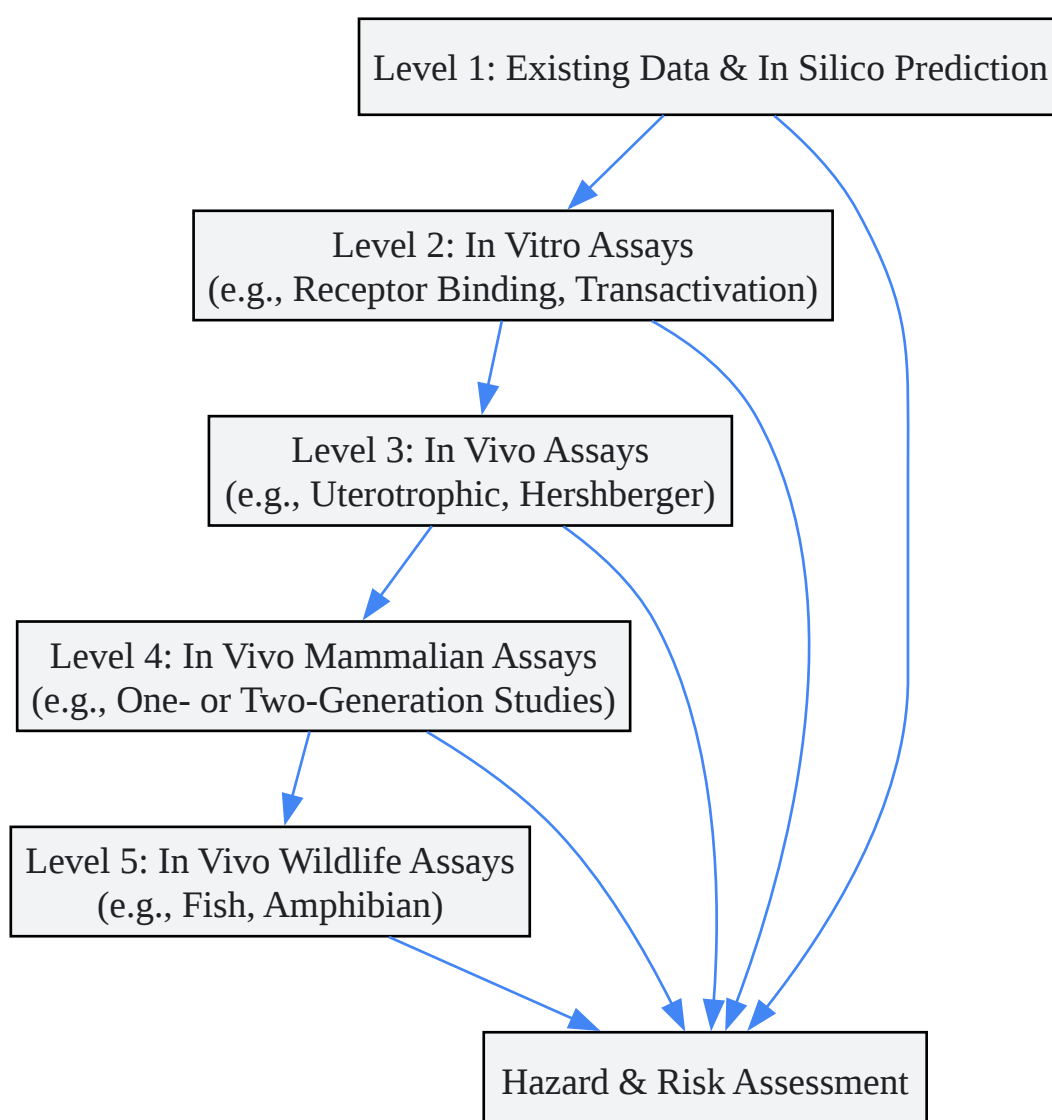 Level 1: Existing Data & In Silico Prediction
Level 2: In Vitro Assays
(e.g., Receptor Binding, Transactivation)
Level 3: In Vivo Assays
(e.g., Uterotrophic, Hershberger)
Level 4: In Vivo Mammalian Assays
(e.g., One- or Two-Generation Studies)
Level 5: In Vivo Wildlife Assays
(e.g., Fish, Amphibian)
Hazard & Risk Assessment